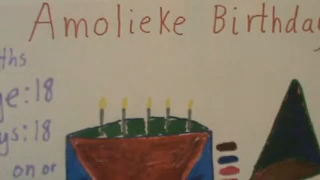 Amolieke Birthday
ths
ge:18
ys:18
on or